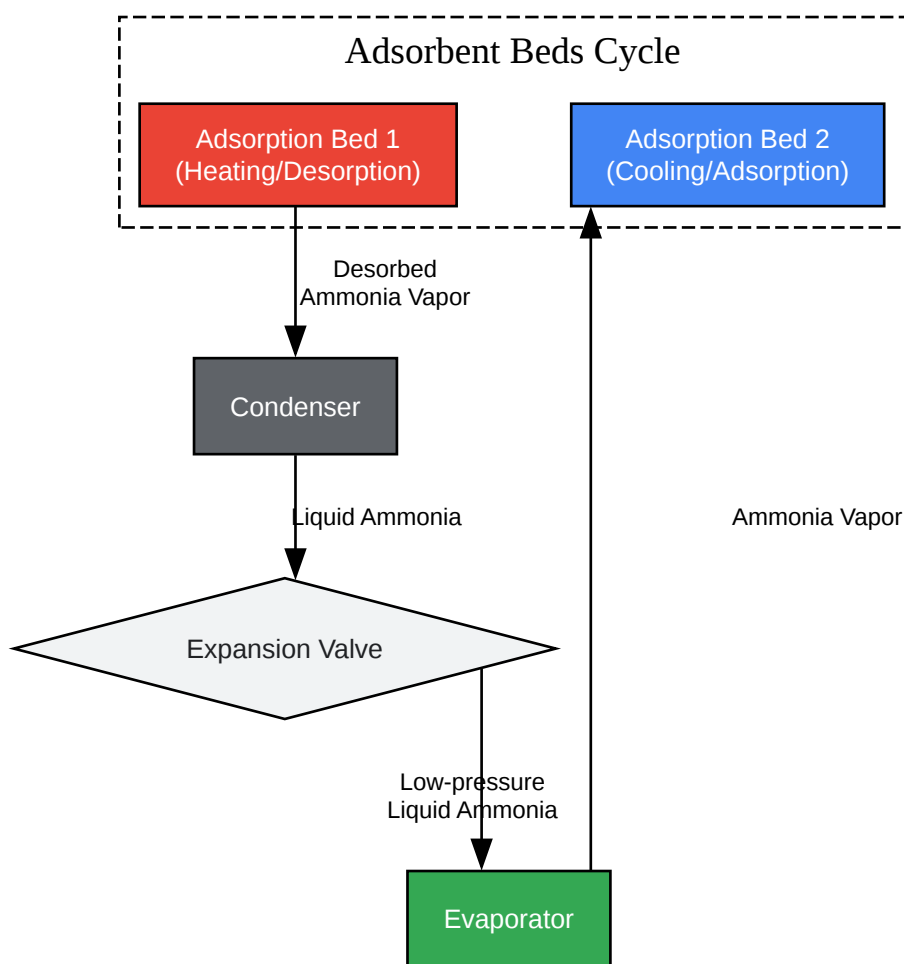 Adsorbent Beds Cycle
Adsorption Bed 1
(Heating/Desorption)
Adsorption Bed 2
(Cooling/Adsorption)
Desorbed
Ammonia Vapor
Condenser
Liquid Ammonia
Ammonia Vapor
Expansion Valve
Low-pressure
Liquid Ammonia
Evaporator